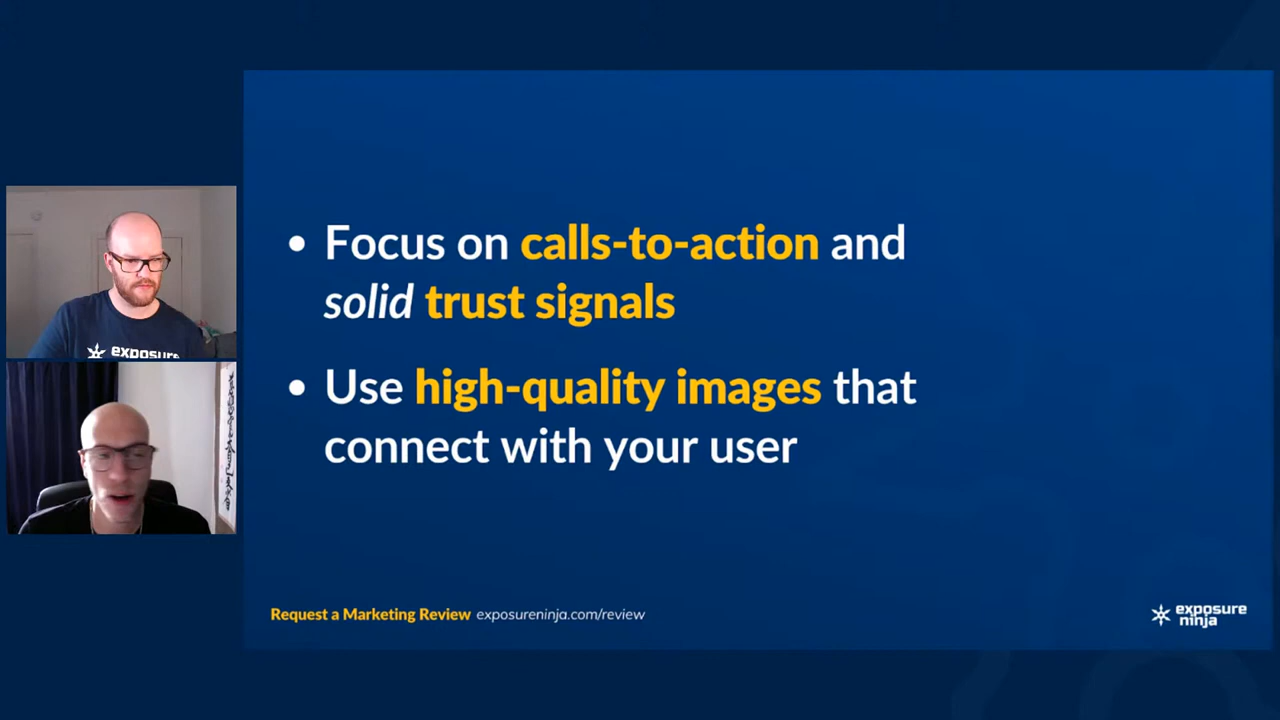 • Focus on calls-to-action and
solid trust signals
• Use high-quality images that
connect with your user
Request a Marketing Review exposureninja.com/review
exposure
ninja
exposure